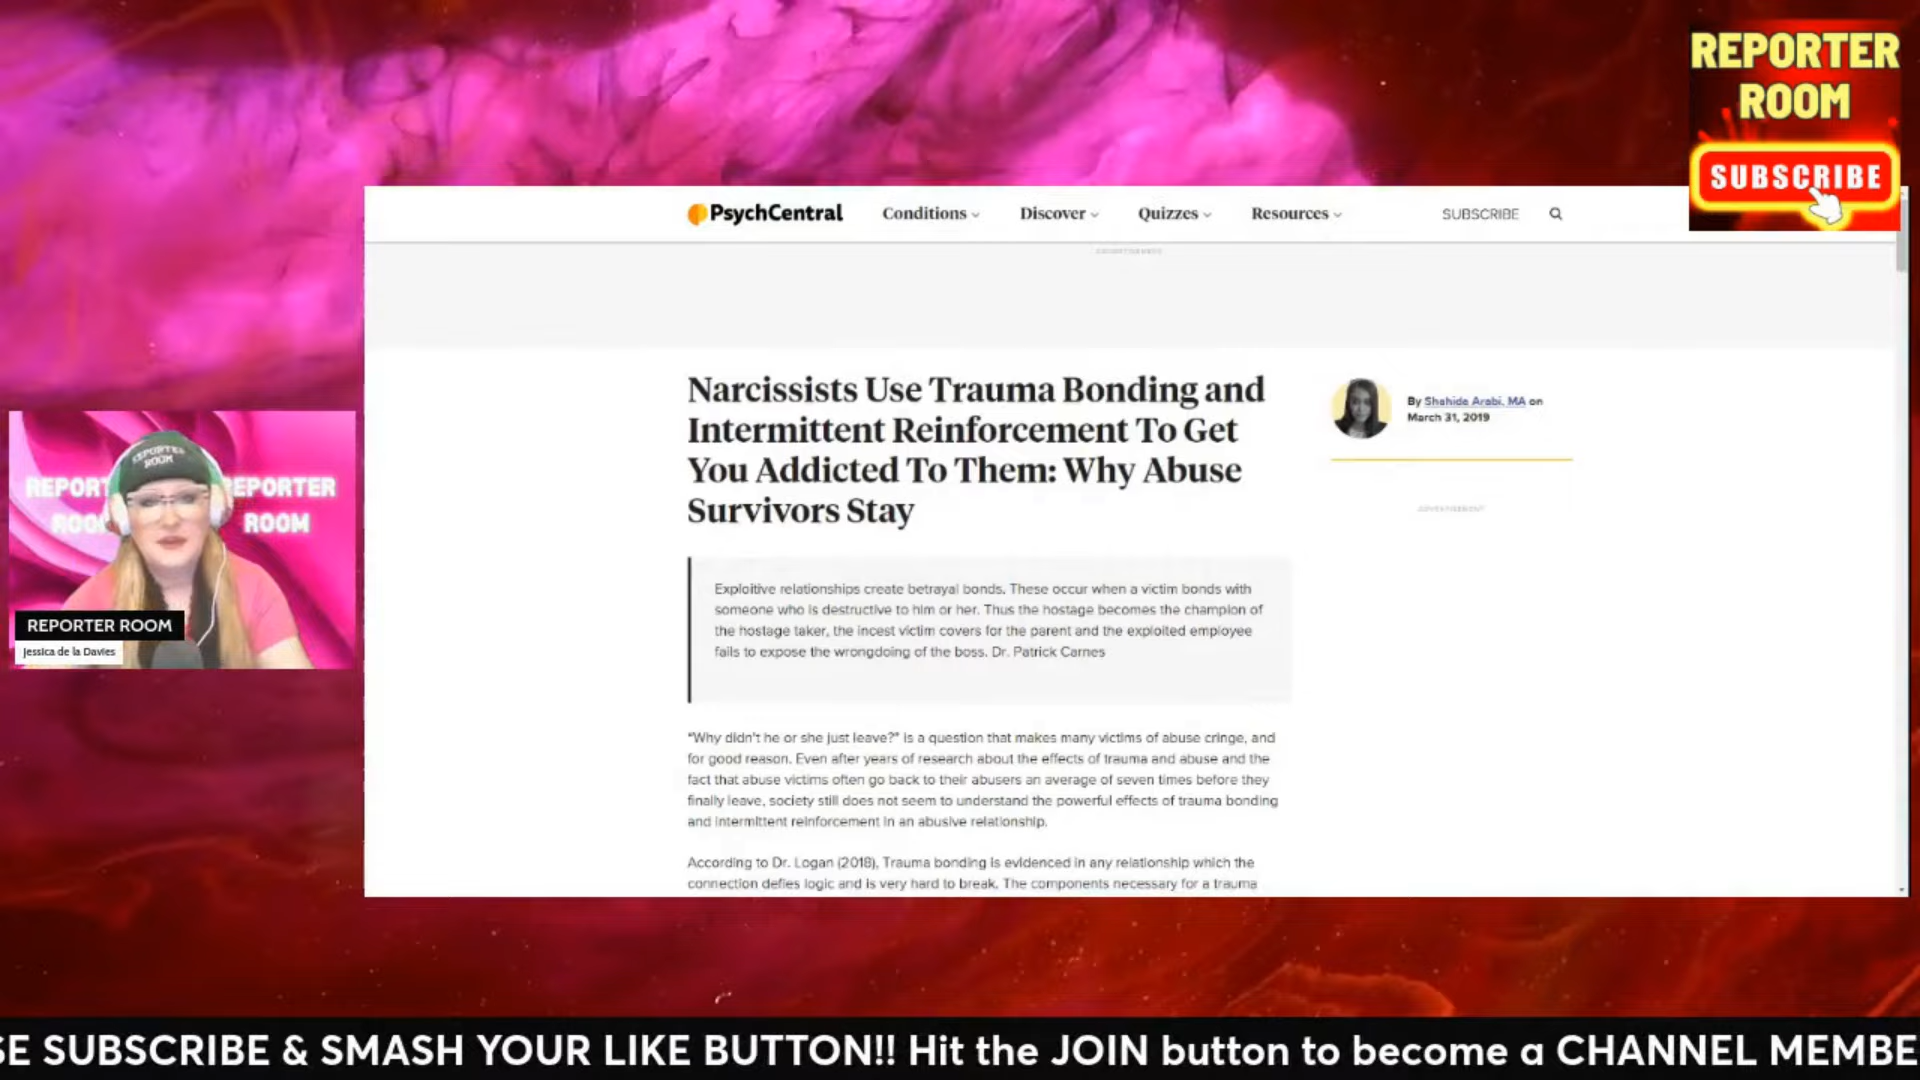 REPORTER
ROOM
SUBSCRIBE
PsychCentral
Conditions
Discover
Quizzes
Resources
SUBSCRIBE
ADVERTISEMENT
Narcissists Use Trauma Bonding and
Intermittent Reinforcement To Get
You Addicted To Them: Why Abuse
Survivors Stay
By Shahida Arabi, MA on
March 31, 2019
ADVERTISEMENT
Exploitive relationships create betrayal bonds. These occur when a victim bonds with
someone who is destructive to him or her. Thus the hostage becomes the champion of
the hostage taker, the incest victim covers for the parent and the exploited employee
fails to expose the wrongdoing of the boss. Dr. Patrick Carnes
“Why didn't he or she just leave?” is a question that makes many victims of abuse cringe, and
for good reason. Even after years of research about the effects of trauma and abuse and the
fact that abuse victims often go back to their abusers an average of seven times before they
finally leave, society still does not seem to understand the powerful effects of trauma bonding
and intermittent reinforcement in an abusive relationship.
According to Dr. Logan (2018), Trauma bonding is evidenced in any relationship which the
connection defies logic and is very hard to break. The components necessary for a trauma
REPORTER
ROOM
REPORT
ROO
REPORTER
ROOM
REPORTER ROOM
Jessica de la Davies
SE SUBSCRIBE & SMASH YOUR LIKE BUTTON!! Hit the JOIN button to become a CHANNEL MEMBE